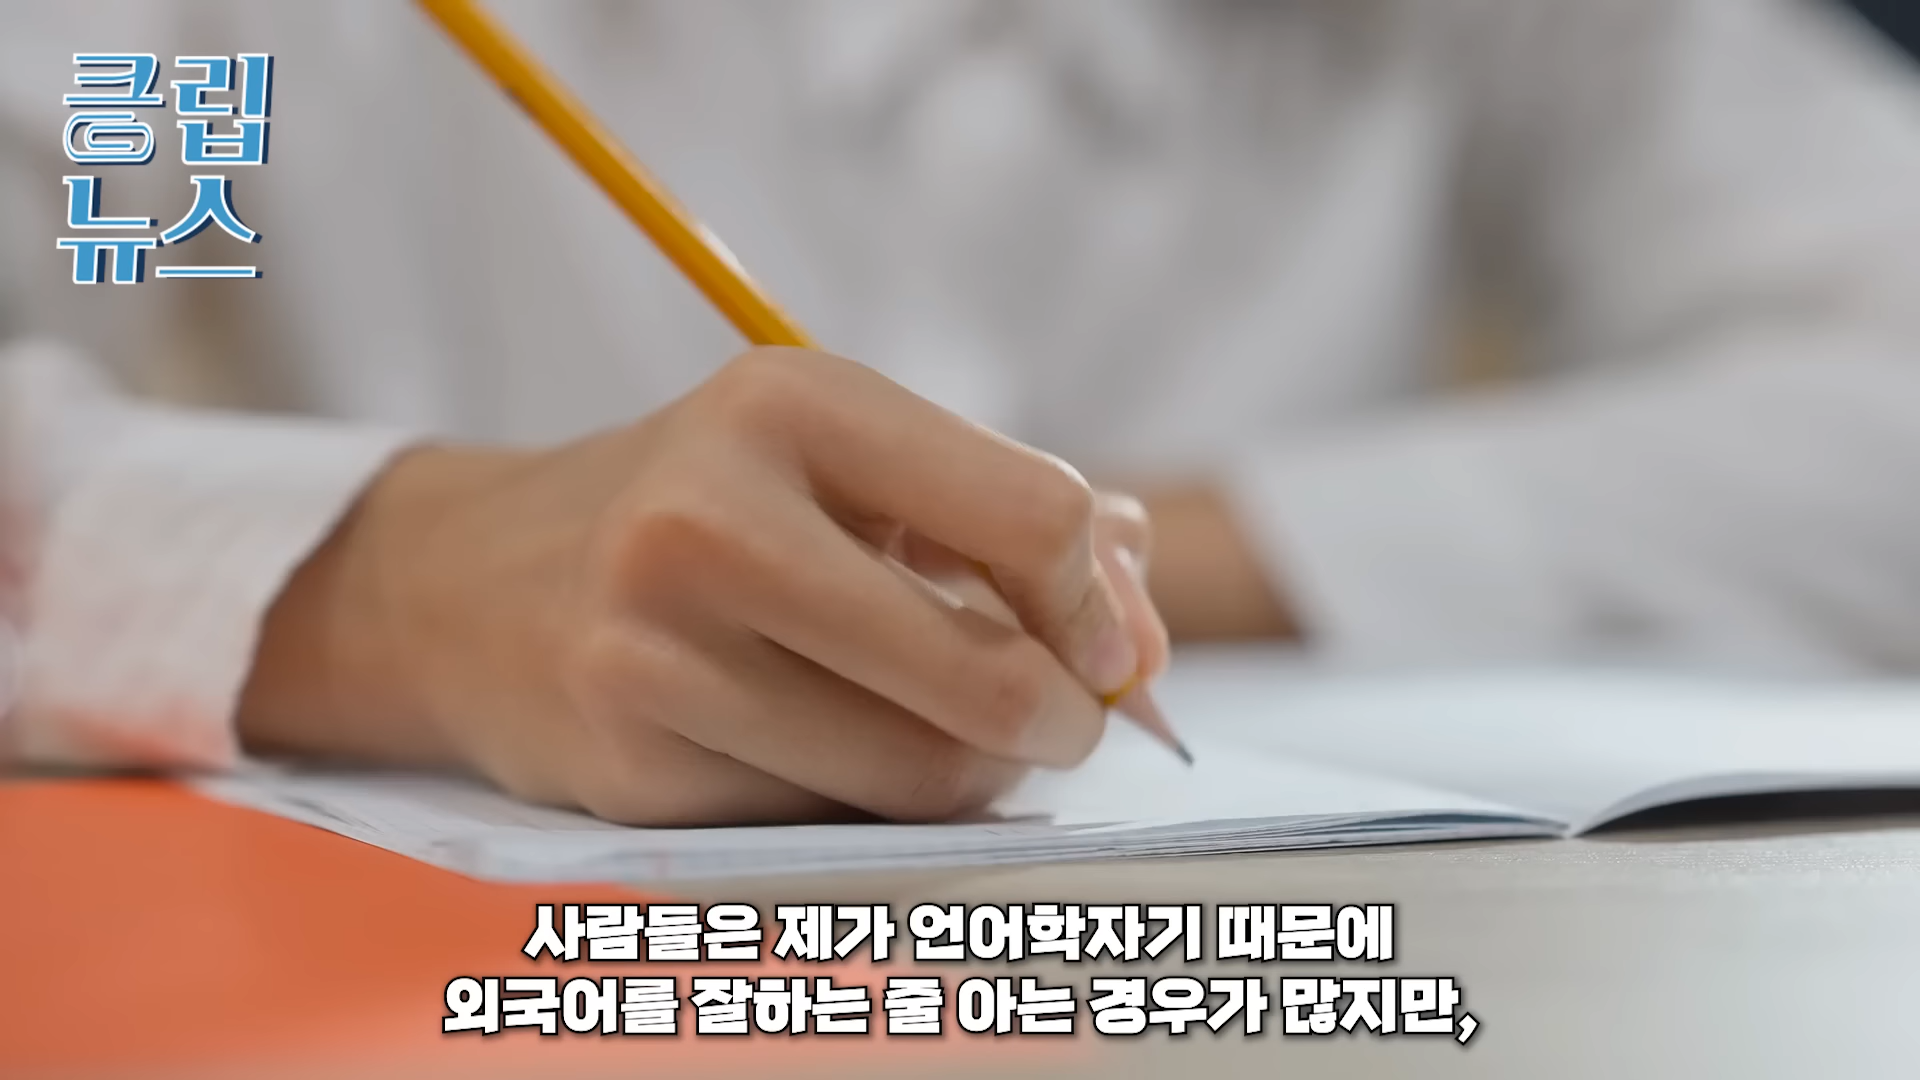 클립
뉴스
사람들은 제가 언어학자기 때문에
외국어를 잘하는 줄 아는 경우가 많지만,